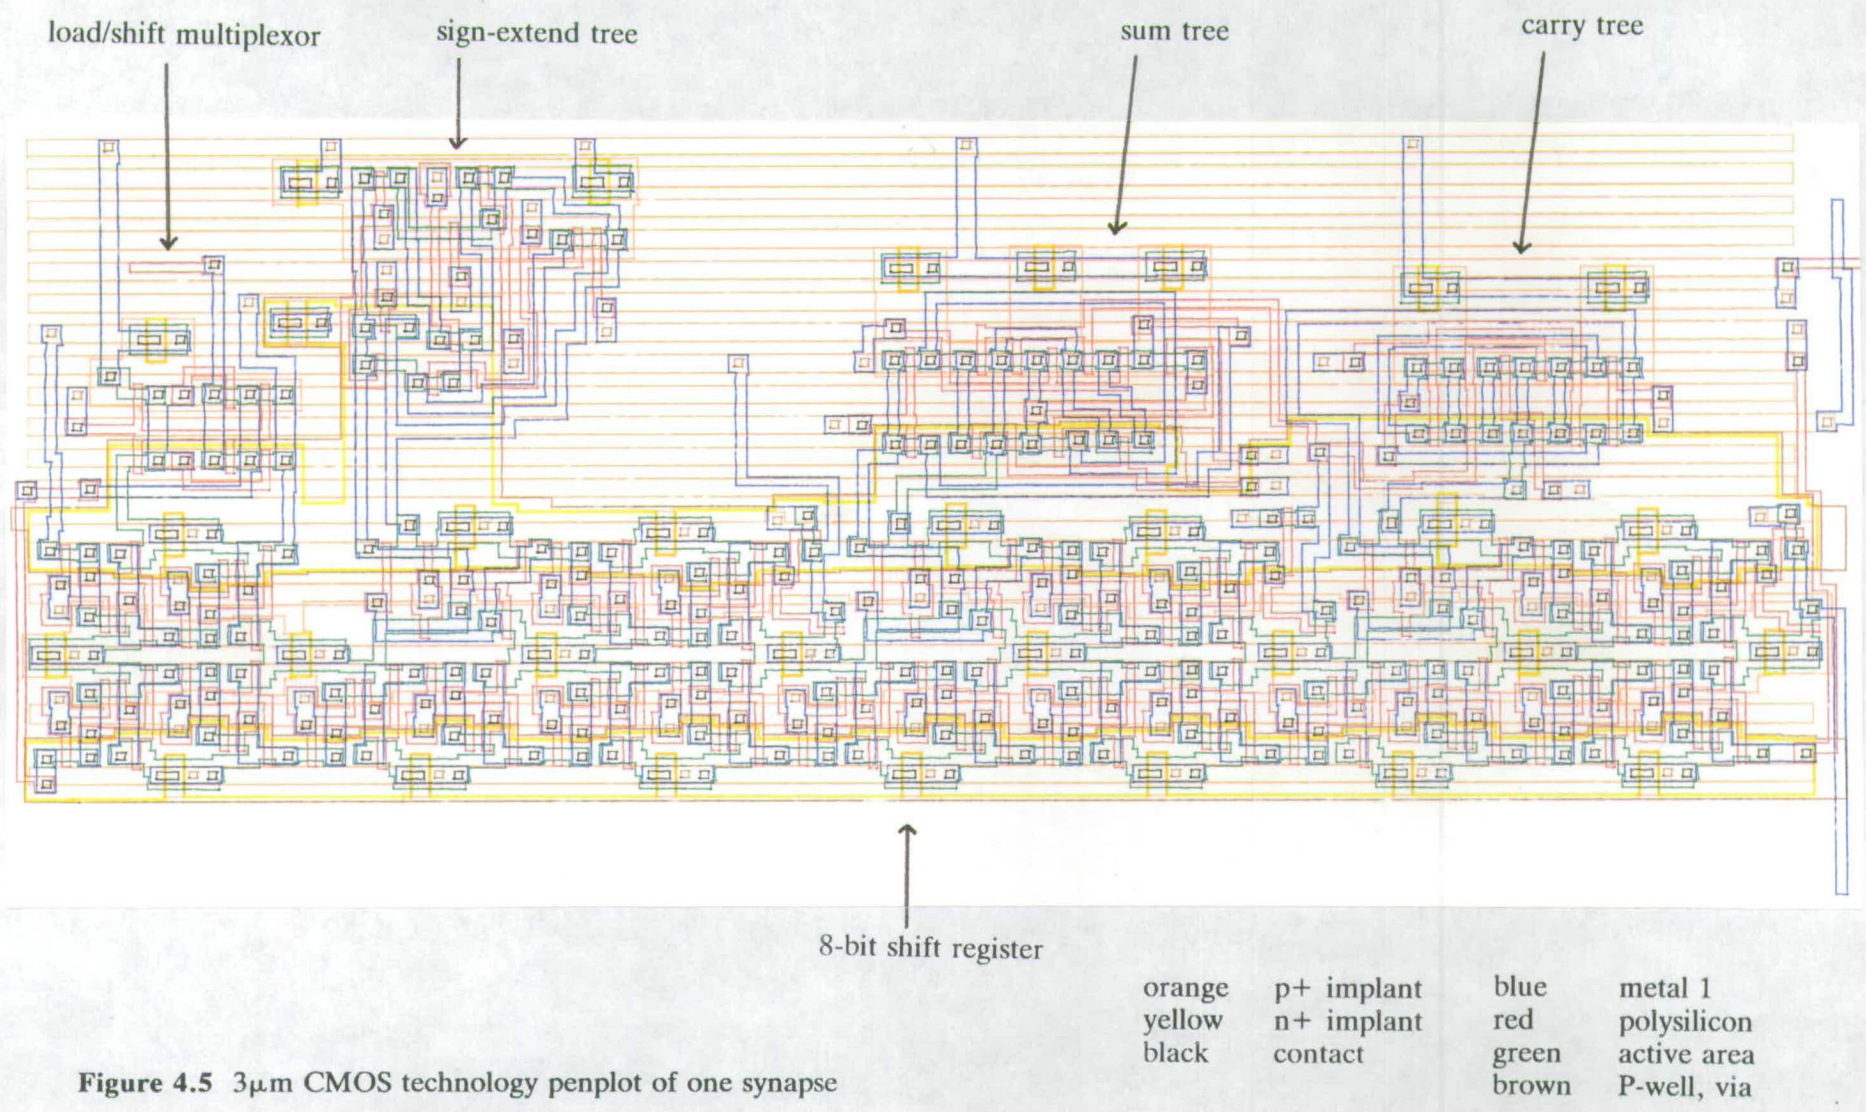 load/shift multiplexor
sign-extend tree
sum tree
carry tree
8-bit shift register
orange p+ implant blue metal 1
yellow n+ implant red polysilicon
black contact green active area
brown P-well, via
Figure 4.5 3μm CMOS technology penplot of one synapse